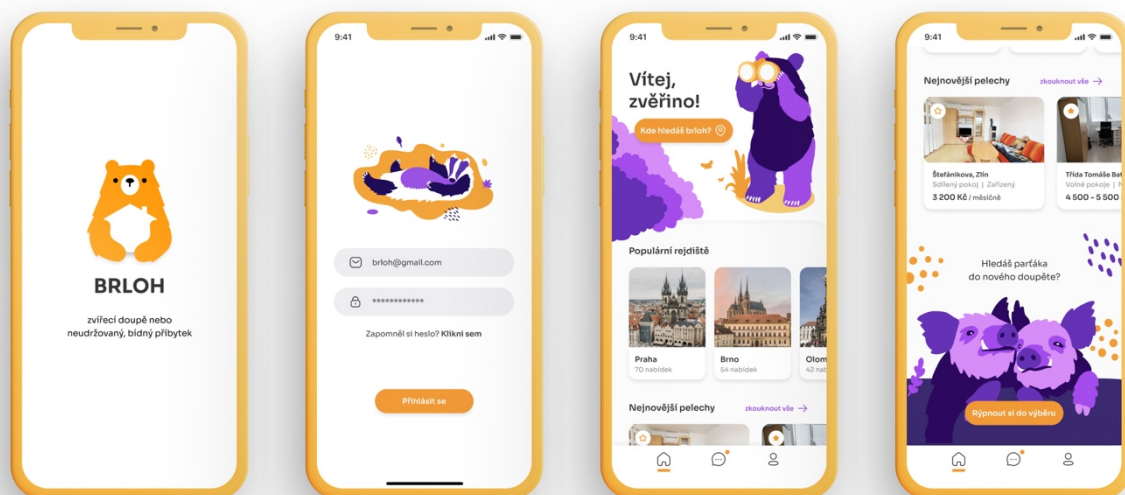 BRLOH
zvířecí doupě nebo
neudržovaný, bídný příbytek
9:41
brloh@gmail.com
************
Zapomněl si heslo? Klikni sem
Přihlásit se
9:41
Vítej,
zvěřino!
Kde hledáš brloh?
Populární rejdiště
Praha
70 nabídek
Brno
54 nabídek
Olom
42 nab
Nejnovější pelechy
zkouknout vše →
9:41
Nejnovější pelechy
zkouknout vše →
Štefánikova, Zlín
Sdílený pokoj | Zařízený
3 200 Kč / měsíčně
Třída Tomáše Bat
Volné pokoje | N
4 500 - 5 500
Hledáš parťáka
do nového doupěte?
Rýpnout si do výběru